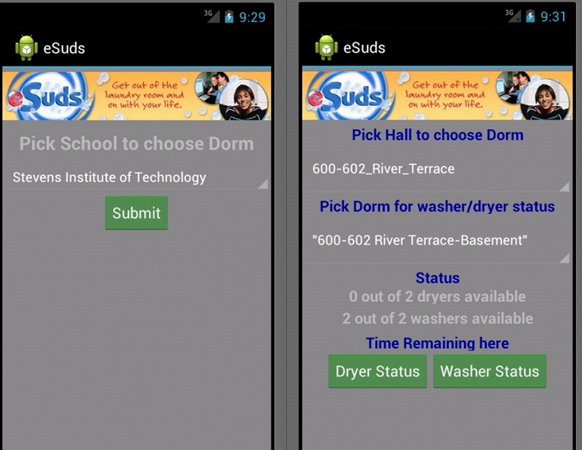 3G 9:29
eSuds
eSuds
Get out of the
laundry room and
on with your life.
Pick School to choose Dorm
Stevens Institute of Technology
Submit
3G 9:31
eSuds
eSuds
Get out of the
laundry room and
on with your life.
Pick Hall to choose Dorm
600-602_River_Terrace
Pick Dorm for washer/dryer status
"600-602 River Terrace-Basement"
Status
0 out of 2 dryers available
2 out of 2 washers available
Time Remaining here
Dryer Status Washer Status